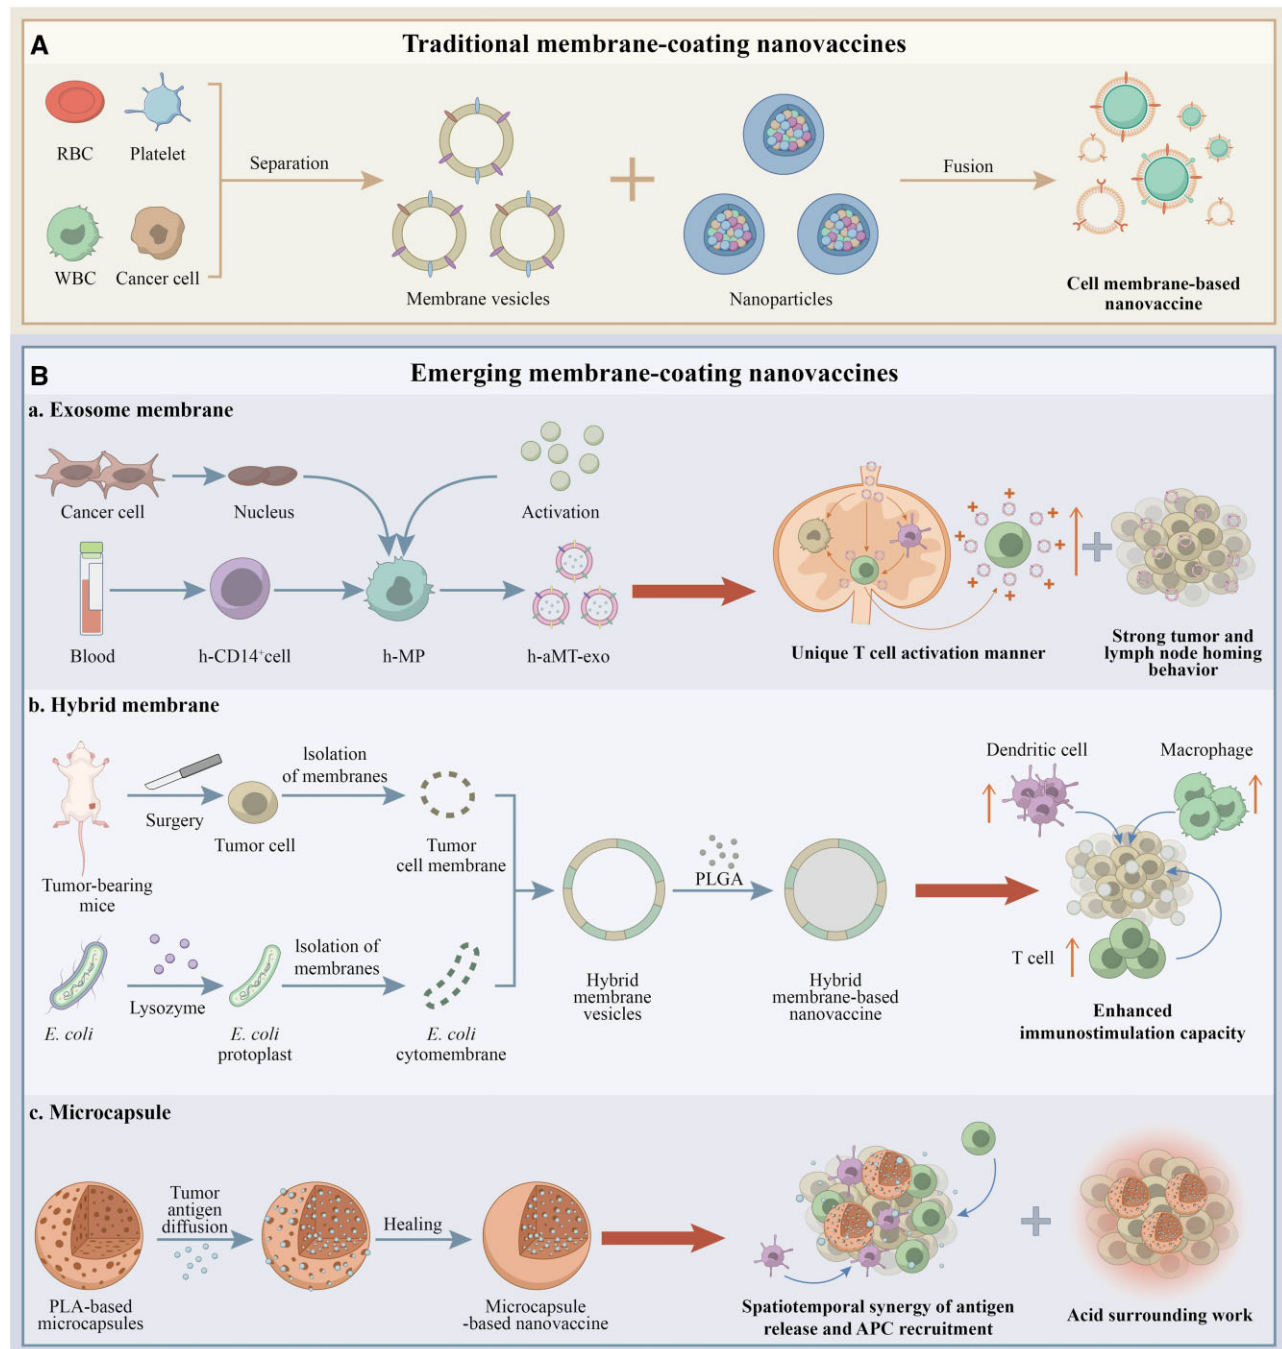 A
Traditional membrane-coating nanovaccines
RBC
Platelet
WBC
Cancer cell
Separation
Membrane vesicles
Nanoparticles
Fusion
Cell membrane-based
nanovaccine
B
Emerging membrane-coating nanovaccines
a. Exosome membrane
Cancer cell
Nucleus
Activation
Blood
h-CD14⁺cell
h-MP
h-aMT-exo
Unique T cell activation manner
Strong tumor and
lymph node homing
behavior
b. Hybrid membrane
Tumor-bearing
mice
Surgery
Tumor cell
Isolation
of membranes
Tumor
cell membrane
E. coli
Lysozyme
E. coli
protoplast
Isolation of
membranes
E. coli
cytomembrane
Hybrid
membrane
vesicles
PLGA
Hybrid
membrane-based
nanovaccine
Dendritic cell
Macrophage
T cell
Enhanced
immunostimulation capacity
c. Microcapsule
PLA-based
microcapsules
Tumor
antigen
diffusion
Healing
Microcapsule
-based nanovaccine
Spatiotemporal synergy of antigen
release and APC recruitment
Acid surrounding work